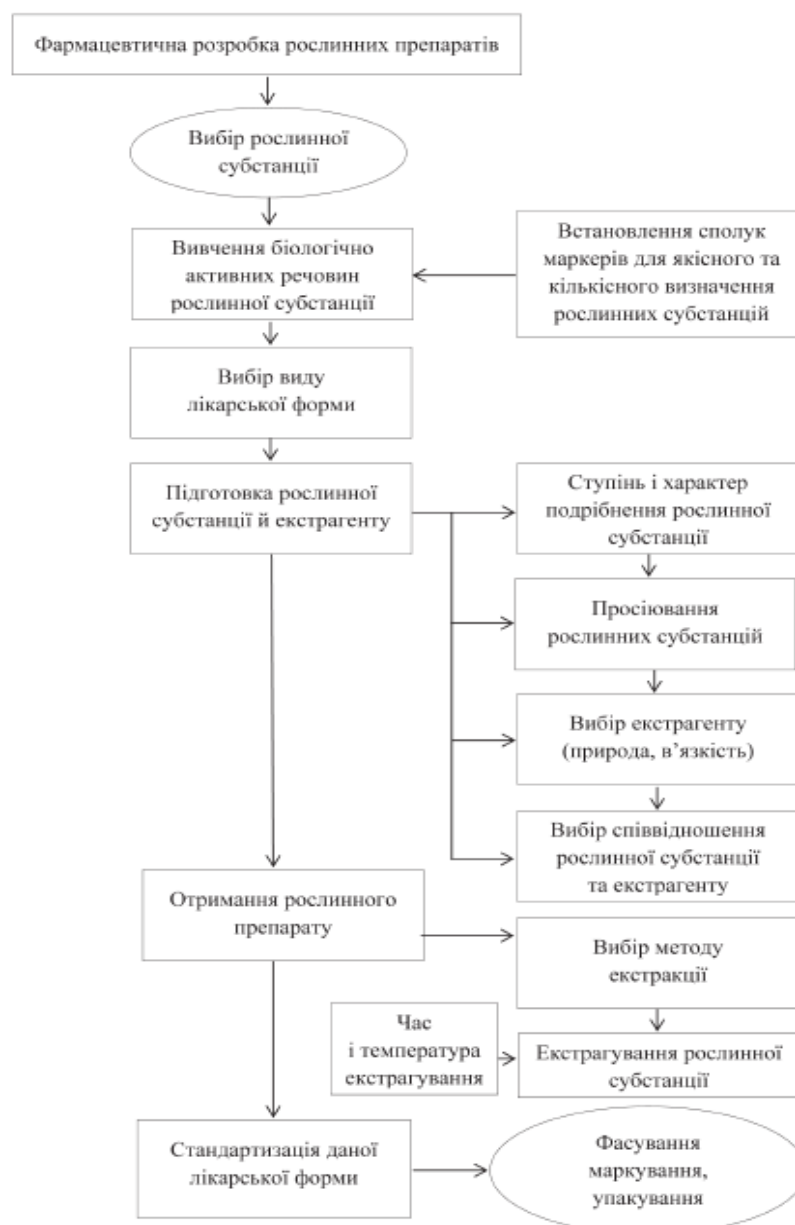 Фармацевтична розробка рослинних препаратів
Вибір рослинної
субстанції
Вивчення біологічно
активних речовин
рослинної субстанції
Встановлення сполук
маркерів для якісного та
кількісного визначення
рослинних субстанцій
Вибір виду
лікарської форми
Підготовка рослинної
субстанції й екстрагенту
Ступінь і характер
подрібнення рослинної
субстанції
Просіювання
рослинних субстанцій
Вибір екстрагенту
(природа, в’язкість)
Вибір співвідношення
рослинної субстанції
та екстрагенту
Отримання рослинного
препарату
Вибір методу
екстракції
Час
і температура
екстрагування
Екстрагування рослинної
субстанції
Стандартизація даної
лікарської форми
Фасування
маркування,
упакування